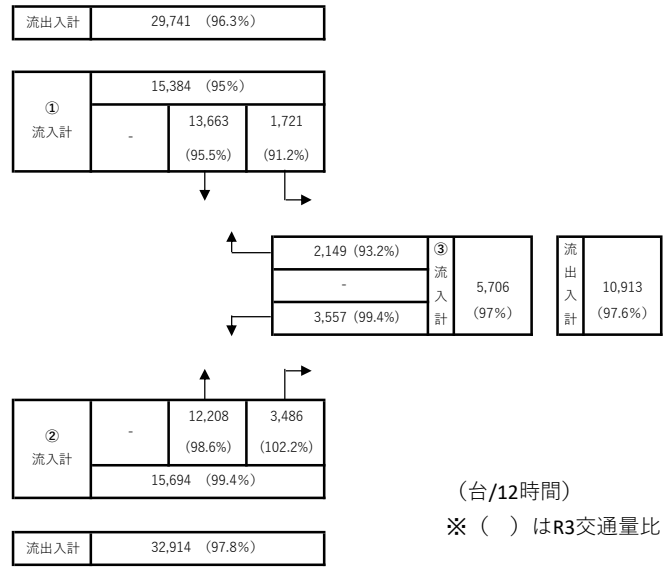 流出入計 29,741 (96.3%)
① 流入計
15,384 (95%)
- 13,663 (95.5%) 1,721 (91.2%)
2,149 (93.2%)
-
3,557 (99.4%)
③ 流入計
5,706 (97%)
流出入計
10,913 (97.6%)
② 流入計
- 12,208 (98.6%) 3,486 (102.2%)
15,694 (99.4%)
(台/12時間)
※( )はR3交通量比
流出入計 32,914 (97.8%)